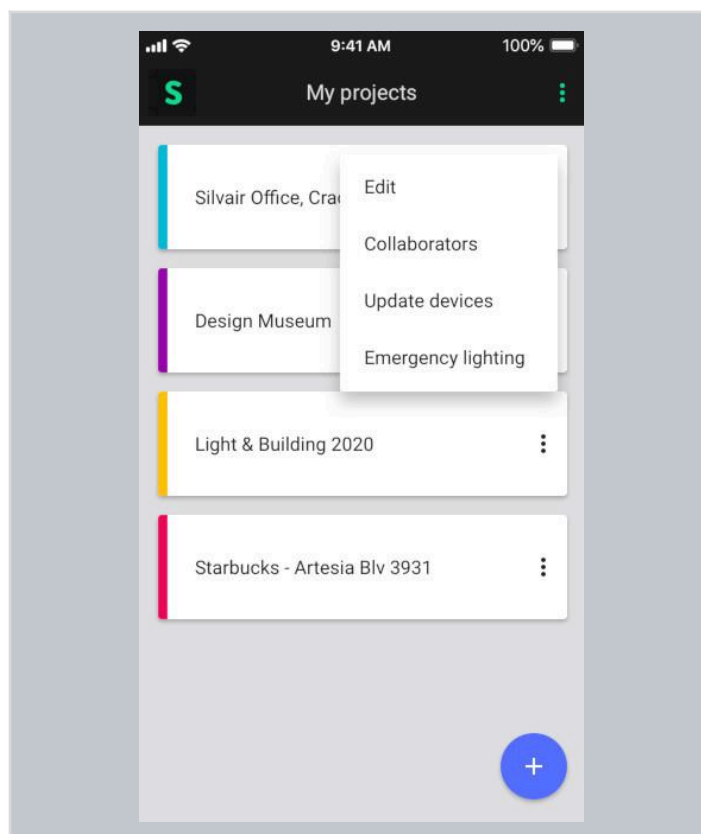 9:41 AM 100%
S My projects
Edit
Silvair Office,
Collaborators
Update devices
Design Museum
Emergency lighting
Light & Building 2020
Starbucks - Artesia Blv 3931
+